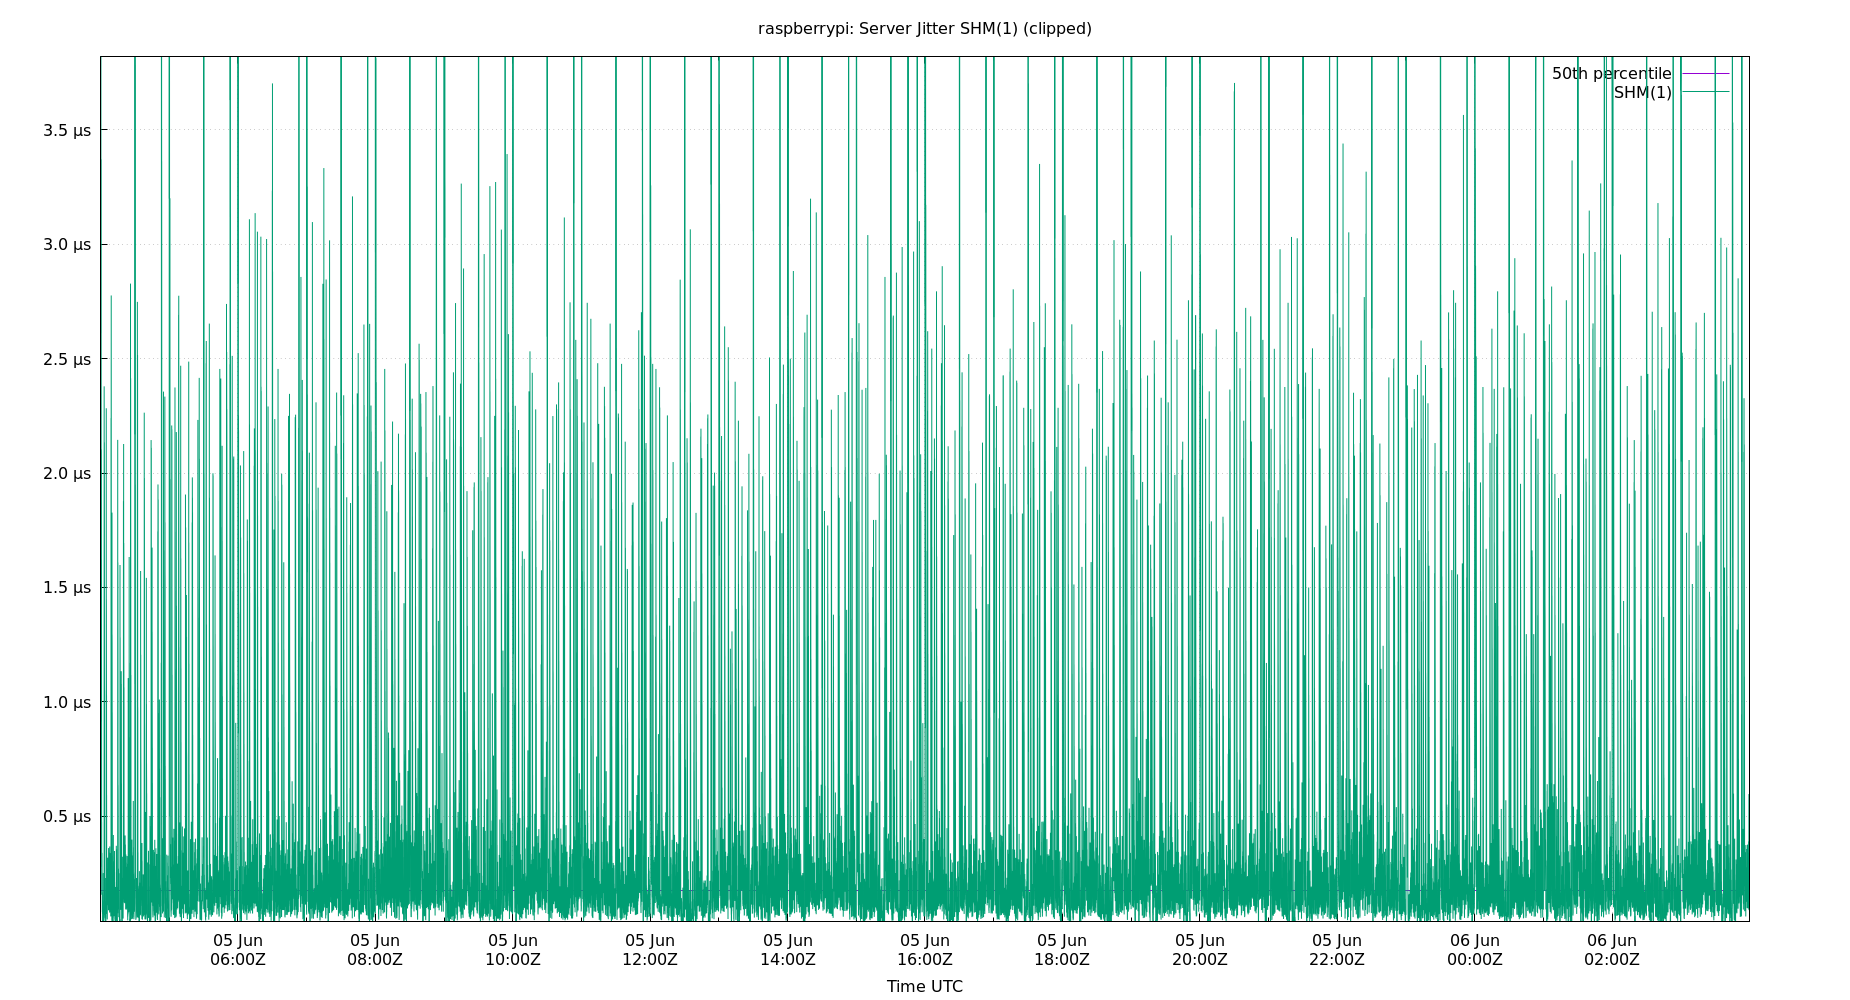 raspberrypi: Server Jitter SHM(1) (clipped)
50th percentile
SHM(1)
3.5 µs
3.0 µs
2.5 µs
2.0 µs
1.5 µs
1.0 µs
0.5 µs
05 Jun 05 Jun 05 Jun 05 Jun 05 Jun 05 Jun 05 Jun 05 Jun 05 Jun 06 Jun 06 Jun
06:00Z 08:00Z 10:00Z 12:00Z 14:00Z 16:00Z 18:00Z 20:00Z 22:00Z 00:00Z 02:00Z
Time UTC